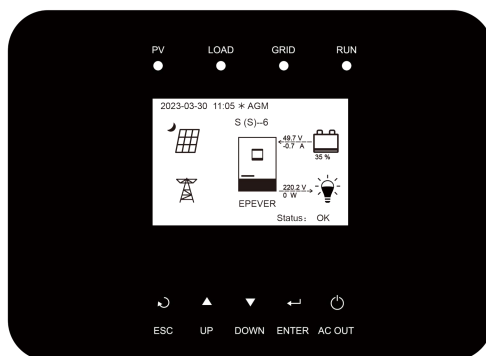 PV LOAD GRID RUN
2023-03-30 11:05 ＊ AGM
S (S)--6
49.7 V
-0.7 A
35 %
220.2 V
0 W
EPEVER
Status： OK
ESC UP DOWN ENTER AC OUT